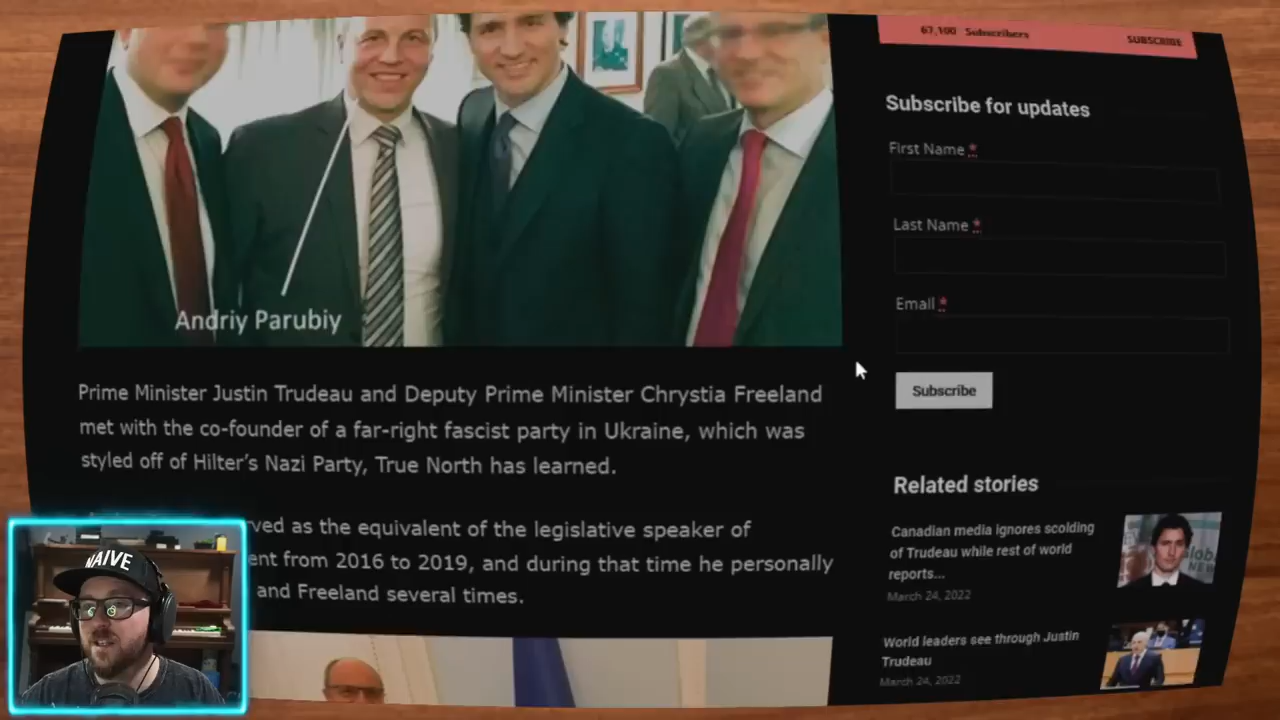 67,100 Subscribers
SUBSCRIBE
Andriy Parubiy
Prime Minister Justin Trudeau and Deputy Prime Minister Chrystia Freeland
met with the co-founder of a far-right fascist party in Ukraine, which was
styled off of Hilter’s Nazi Party, True North has learned.
rved as the equivalent of the legislative speaker of
ent from 2016 to 2019, and during that time he personally
and Freeland several times.
Subscribe for updates
First Name *
Last Name *
Email *
Subscribe
Related stories
Canadian media ignores scolding
of Trudeau while rest of world
reports...
March 24, 2022
World leaders see through Justin
Trudeau
March 24, 2022
Globa
NEW
NAIVE